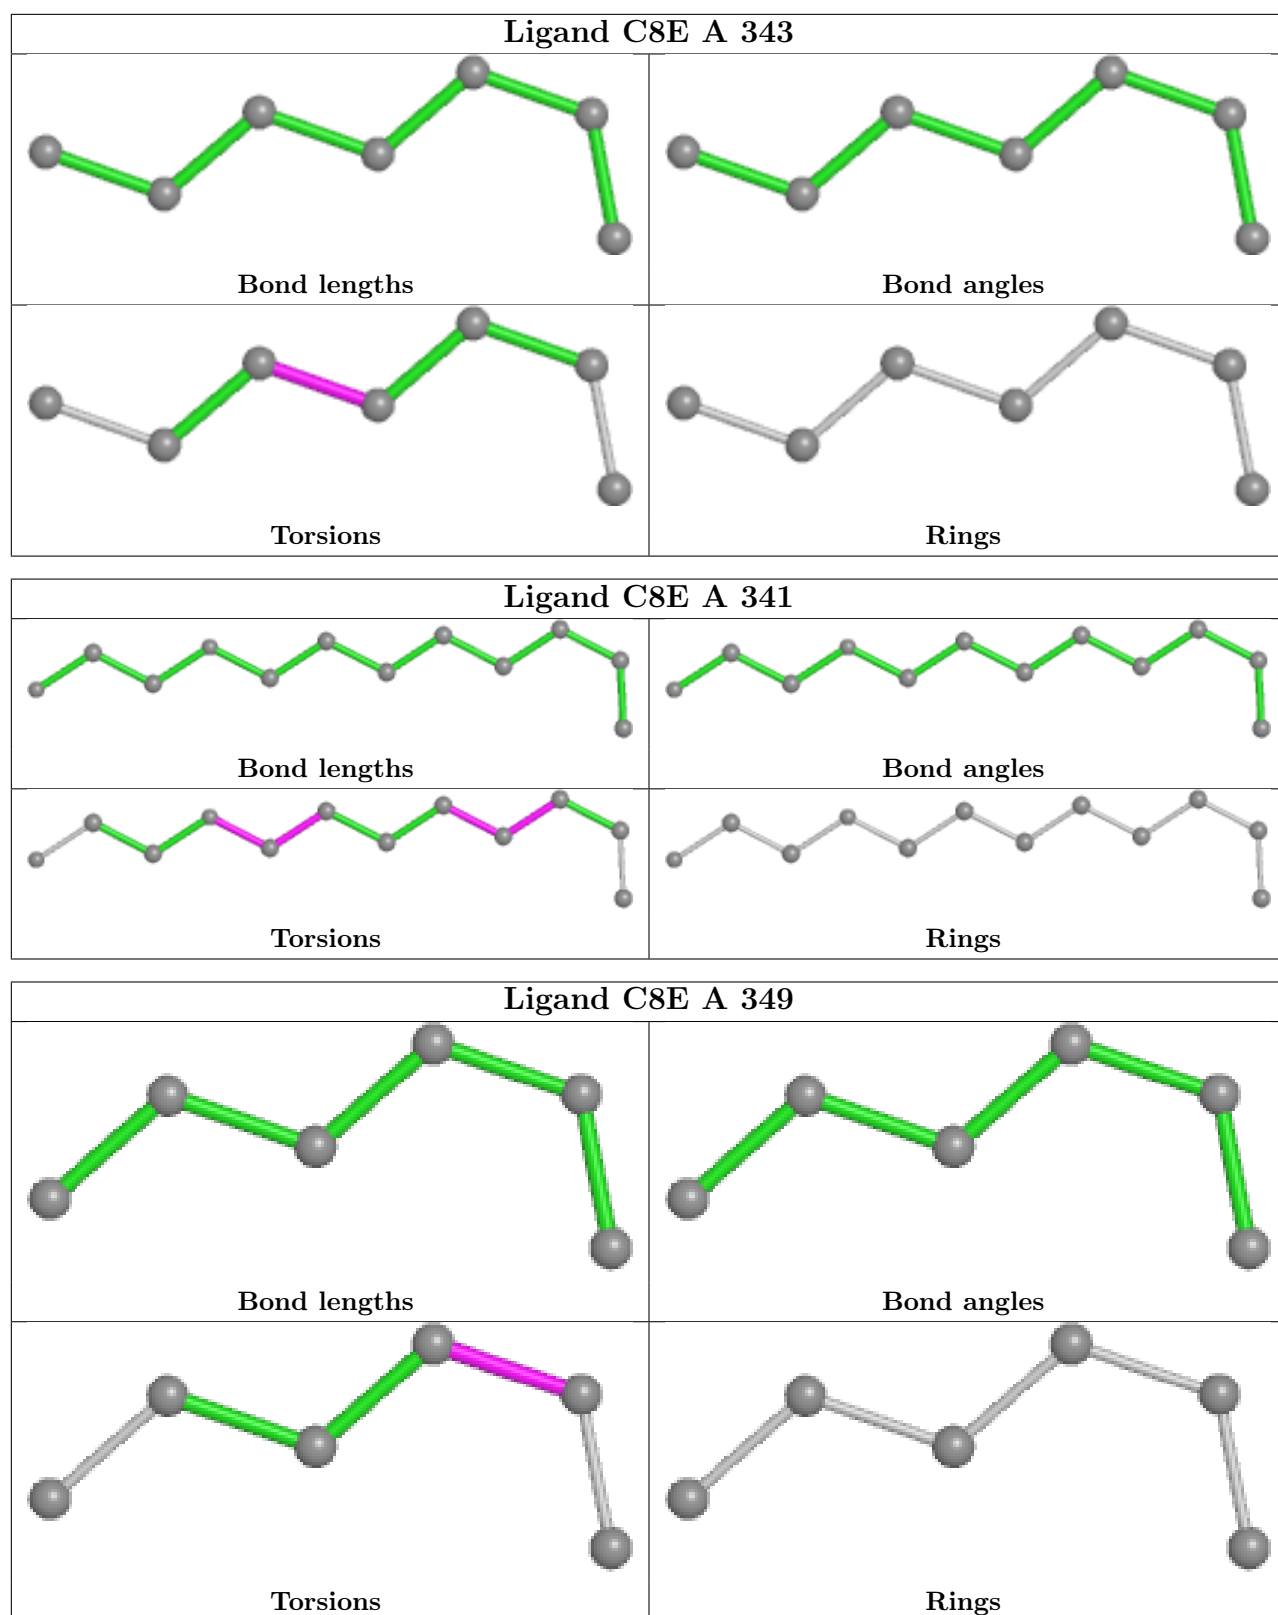 Ligand C8E A 343
Bond lengths
Bond angles
Torsions
Rings
Ligand C8E A 341
Bond lengths
Bond angles
Torsions
Rings
Ligand C8E A 349
Bond lengths
Bond angles
Torsions
Rings